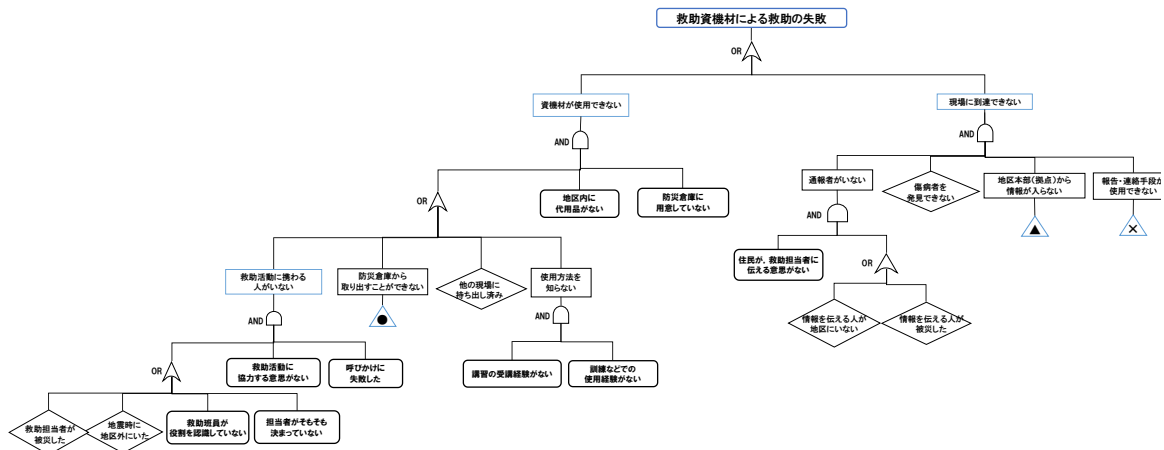 救助資機材による救助の失敗
OR
資機材が使用できない
現場に到達できない
AND
AND
OR
地区内に
代用品がない
防災倉庫に
用意していない
通報者がいない
傷病者を
発見できない
地区本部(拠点)から
情報が入らない
報告・連絡手段が
使用できない
AND
▲
×
救助活動に携わる
人がいない
防災倉庫から
取り出すことができない
他の現場に
持ち出し済み
使用方法を
知らない
住民が、救助担当者に
伝える意思がない
OR
AND
●
AND
情報を伝える人が
地区にいない
情報を伝える人が
被災した
OR
救助活動に
協力する意思がない
呼びかけに
失敗した
講習の受講経験がない
訓練などでの
使用経験がない
救助担当者が
被災した
地震時に
地区外にいた
救助班員が
役割を認識していない
担当者がそもそも
決まっていない